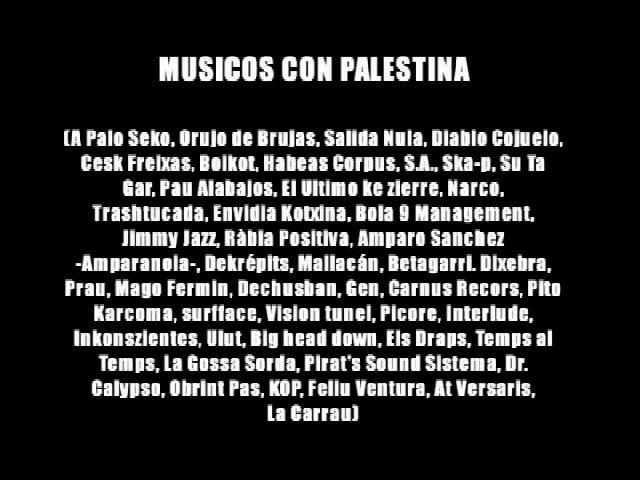 MUSICOS CON PALESTINA
(A Palo Seko, Orujo de Brujas, Salida Nula, Diablo Cojuelo,
Cesk Freixas, Boikot, Habeas Corpus, S.A., Ska-p, Su Ta
Gar, Pau Alabajos, El Ultimo ke zierre, Narco,
Trashtucada, Envidia Kotxina, Bola 9 Management,
Jimmy Jazz, Ràbia Positiva, Amparo Sanchez
-Amparanoia-, Dekrépits, Mallacán, Betagarri. Dixebra,
Prau, Mago Fermin, Dechusban, Gen, Carnus Recors, Pito
Karcoma, surfface, Vision tunel, Picore, interlude,
inkonszientes, Ulut, Big head down, Els Draps, Temps al
Temps, La Gossa Sorda, Pirat's Sound Sistema, Dr.
Calypso, Obrint Pas, KOP, Feliu Ventura, At Versaris,
La Carrau)